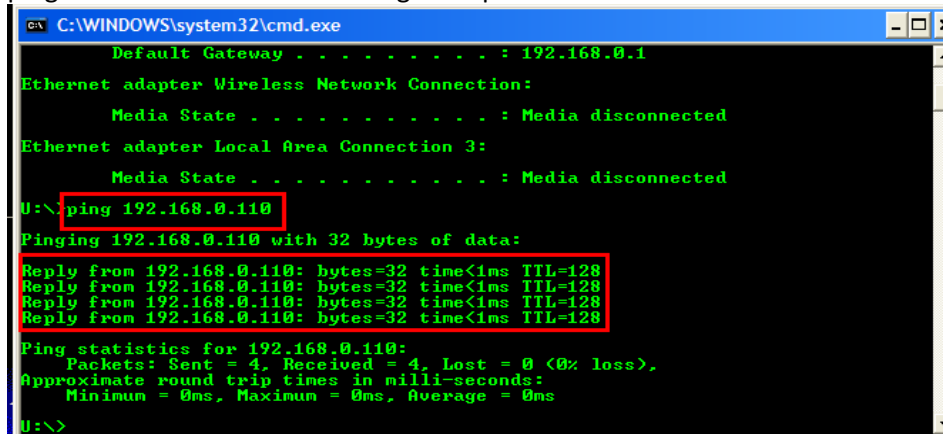 C:\WINDOWS\system32\cmd.exe
Default Gateway . . . . . . . . . : 192.168.0.1
Ethernet adapter Wireless Network Connection:
Media State . . . . . . . . . . . : Media disconnected
Ethernet adapter Local Area Connection 3:
Media State . . . . . . . . . . . : Media disconnected
U:\>ping 192.168.0.110
Pinging 192.168.0.110 with 32 bytes of data:
Reply from 192.168.0.110: bytes=32 time<1ms TTL=128
Reply from 192.168.0.110: bytes=32 time<1ms TTL=128
Reply from 192.168.0.110: bytes=32 time<1ms TTL=128
Reply from 192.168.0.110: bytes=32 time<1ms TTL=128
Ping statistics for 192.168.0.110:
Packets: Sent = 4, Received = 4, Lost = 0 (0% loss),
Approximate round trip times in milli-seconds:
Minimum = 0ms, Maximum = 0ms, Average = 0ms
U:\>